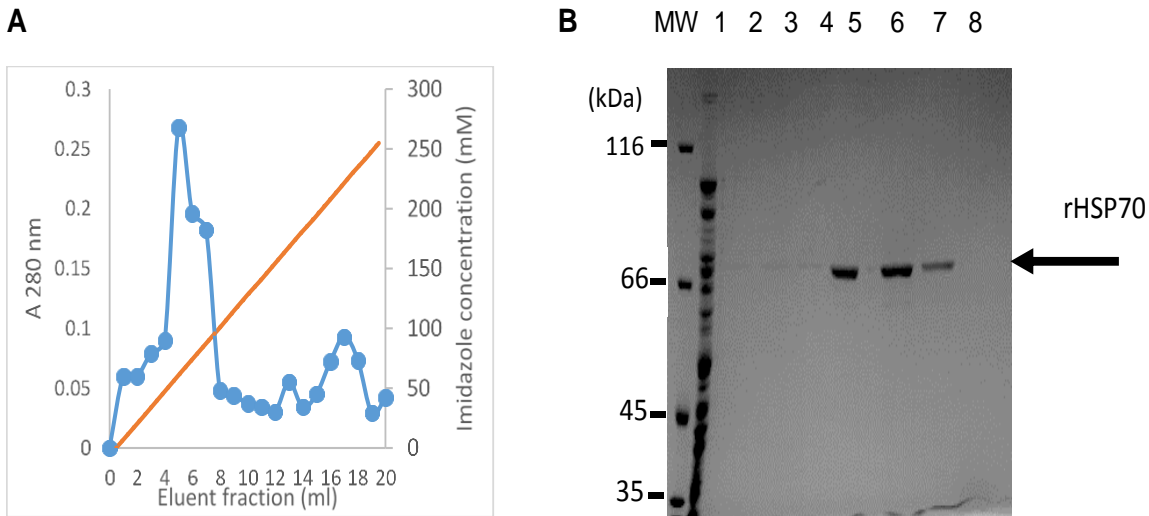 A
0.3
0.25
0.2
0.15
0.1
0.05
0
A 280 nm
300
250
200
150
100
50
0
Imidazole concentration (mM)
0 2 4 6 8 10 12 14 16 18 20
Eluent fraction (ml)
B
MW 1 2 3 4 5 6 7 8
(kDa)
116
66
45
35
rHSP70